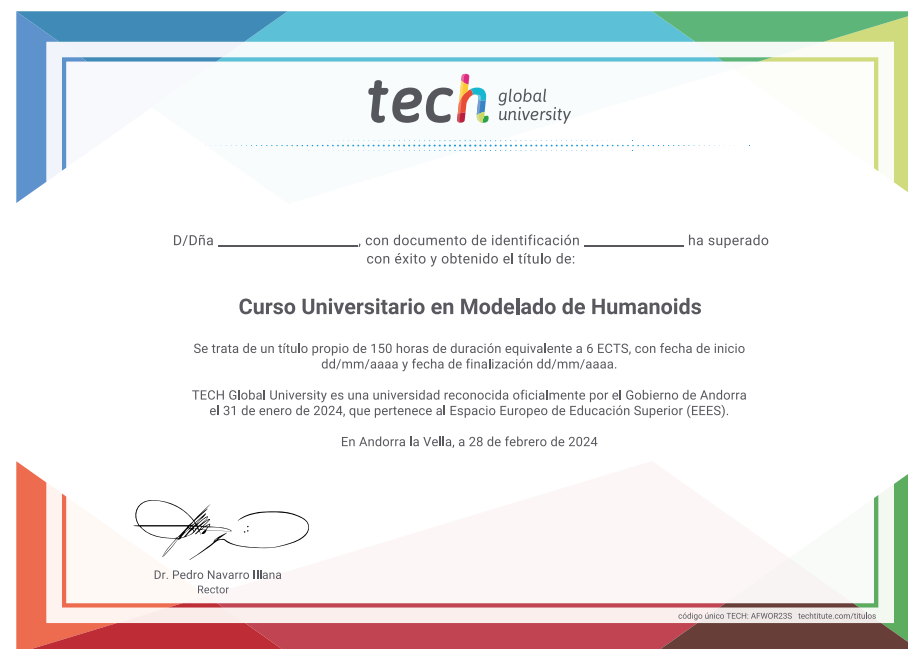 tech global university
D/Dña ______________, con documento de identificación __________ ha superado
con éxito y obtenido el título de:
Curso Universitario en Modelado de Humanoids
Se trata de un título propio de 150 horas de duración equivalente a 6 ECTS, con fecha de inicio
dd/mm/aaaa y fecha de finalización dd/mm/aaaa.
TECH Global University es una universidad reconocida oficialmente por el Gobierno de Andorra
el 31 de enero de 2024, que pertenece al Espacio Europeo de Educación Superior (EEES).
En Andorra la Vella, a 28 de febrero de 2024
Dr. Pedro Navarro Illana
Rector
código único TECH: AFWOR23S techtitute.com/titulos